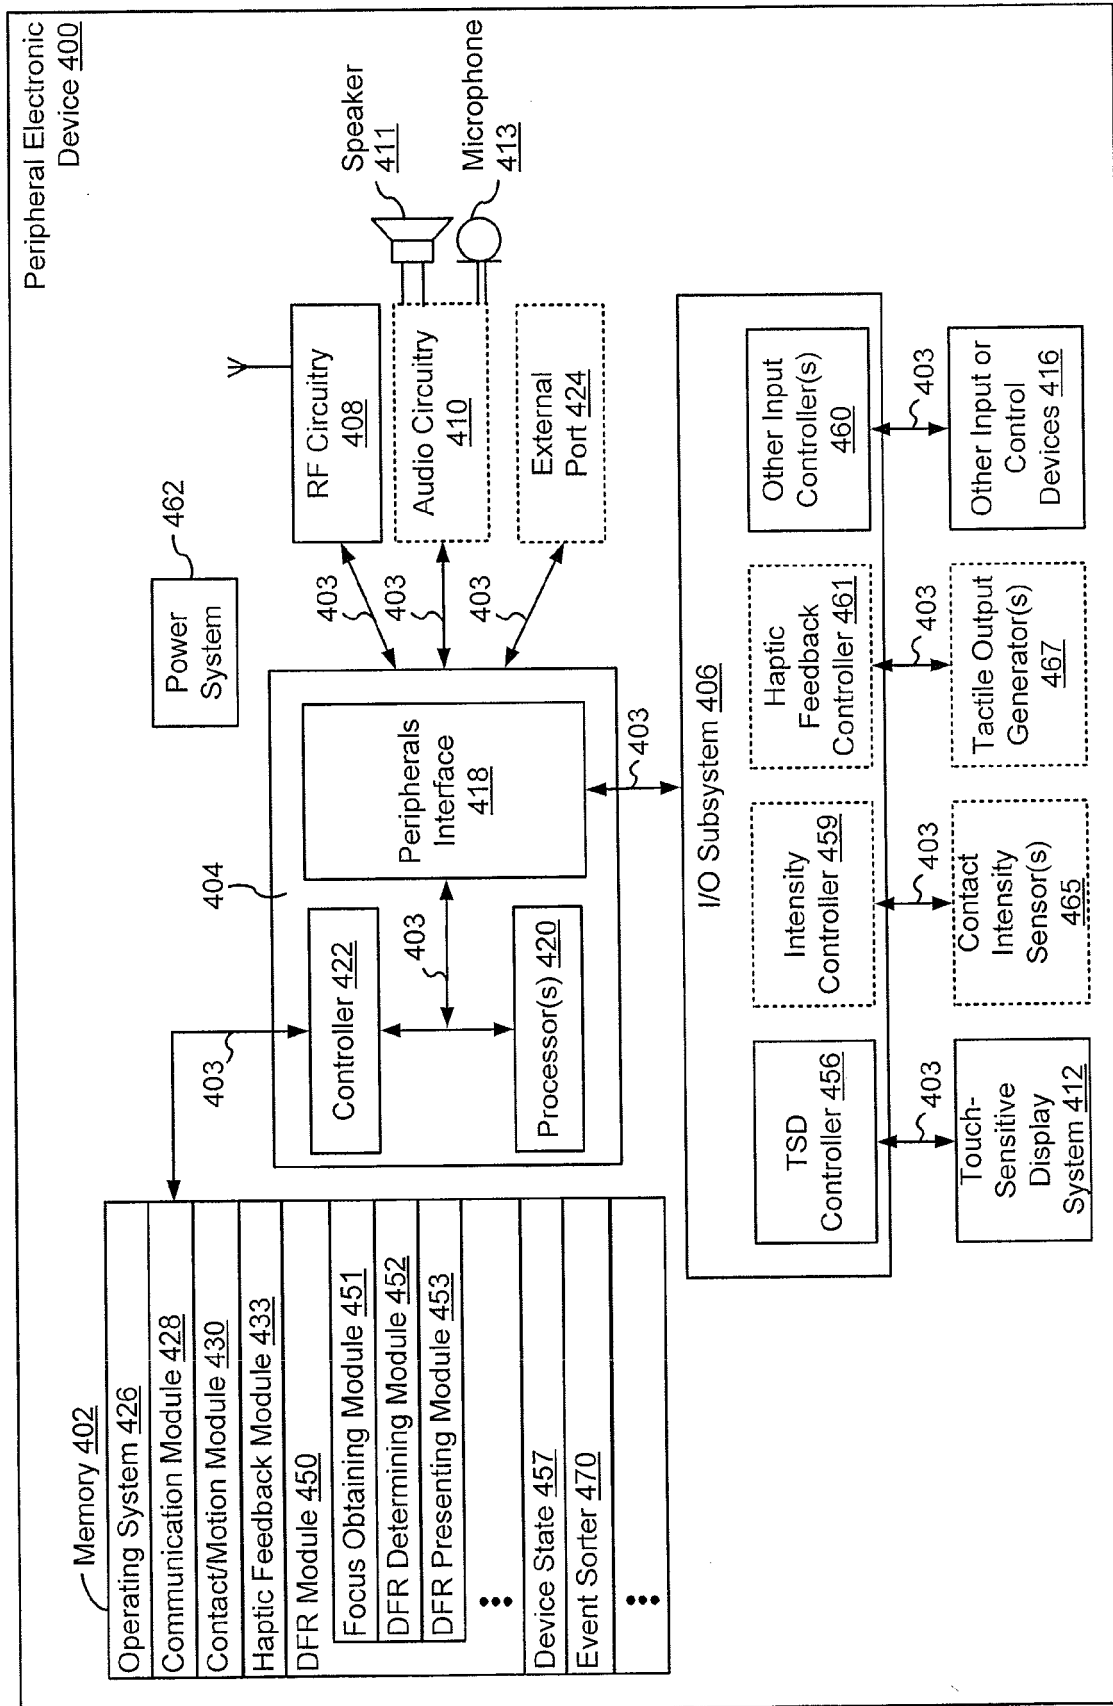 Peripheral Electronic
Device 400
Memory 402
Operating System 426
Communication Module 428
Contact/Motion Module 430
Haptic Feedback Module 433
DFR Module 450
Focus Obtaining Module 451
DFR Determining Module 452
DFR Presenting Module 453
•••
Device State 457
Event Sorter 470
•••
403
404
Controller 422
403
Processor(s) 420
Peripherals
Interface
418
Power
System
462
403
403
403
RF Circuitry
408
Audio Circuitry
410
External
Port 424
Speaker
411
Microphone
413
403
I/O Subsystem 406
TSD
Controller 456
Intensity
Controller 459
Haptic
Feedback
Controller 461
Other Input
Controller(s)
460
403
403
403
403
Touch-
Sensitive
Display
System 412
Contact
Intensity
Sensor(s)
465
Tactile Output
Generator(s)
467
Other Input or
Control
Devices 416